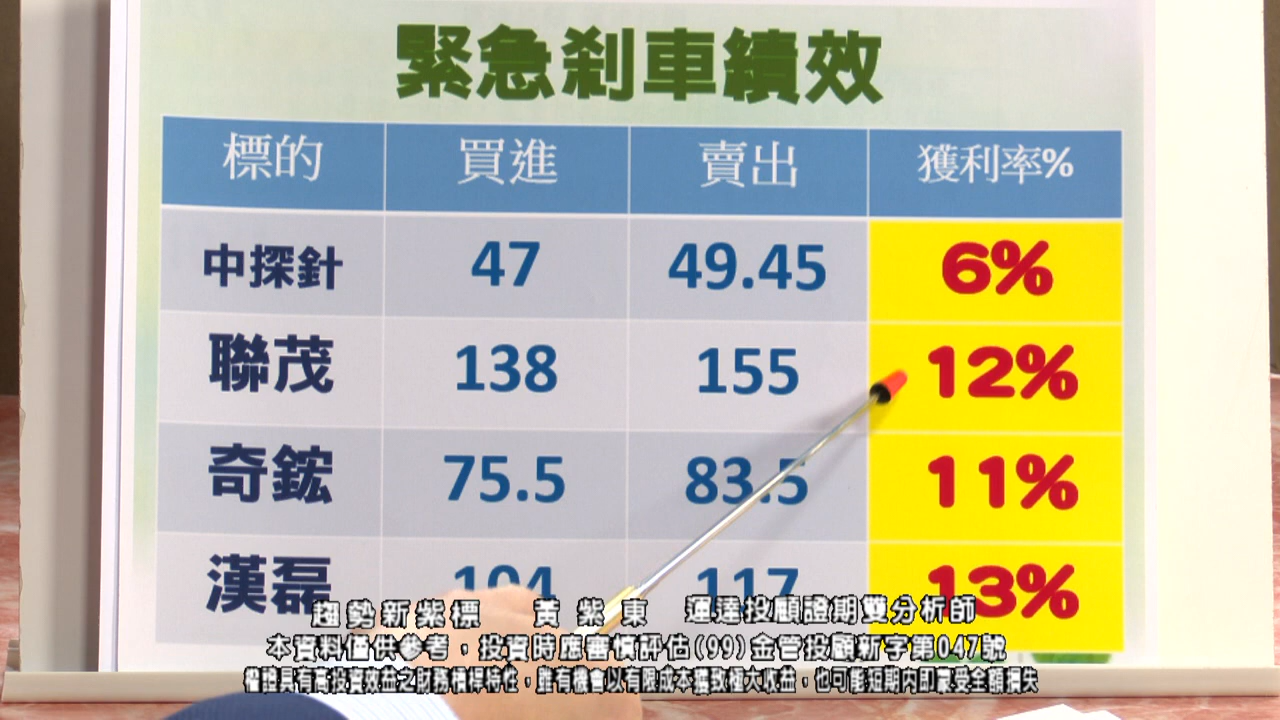 緊急剎車績效
標的 買進 賣出 獲利率%
中探針 47 49.45 6%
聯茂 138 155 12%
奇鋐 75.5 83.5 11%
漢磊 104 117 13%
趨勢新紫標 黃紫東 運達投顧證期雙分析師
本資料僅供參考，投資時應審慎評估(99)金管投顧新字第047號
權證具有高投資效益之財務槓桿特性，雖有機會以有限成本獲致極大收益，也可能短期內即蒙受全額損失